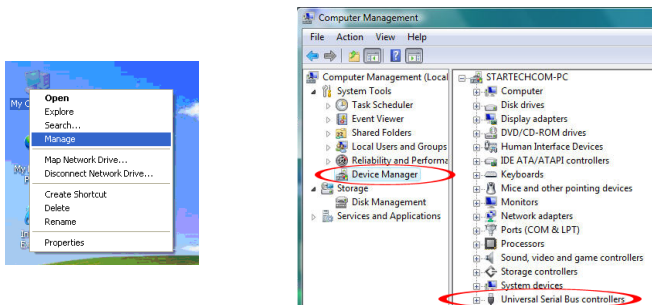 My C
Open
Explore
Search...
Manage
Map Network Drive...
Disconnect Network Drive...
Create Shortcut
Delete
Rename
Properties
Computer Management
File Action View Help
Computer Management (Local
System Tools
Task Scheduler
Event Viewer
Shared Folders
Local Users and Groups
Reliability and Performa
Device Manager
Storage
Disk Management
Services and Applications
STARTECHCOM-PC
Computer
Disk drives
Display adapters
DVD/CD-ROM drives
Human Interface Devices
IDE ATA/ATAPI controllers
Keyboards
Mice and other pointing devices
Monitors
Network adapters
Ports (COM & LPT)
Processors
Sound, video and game controllers
Storage controllers
System devices
Universal Serial Bus controllers